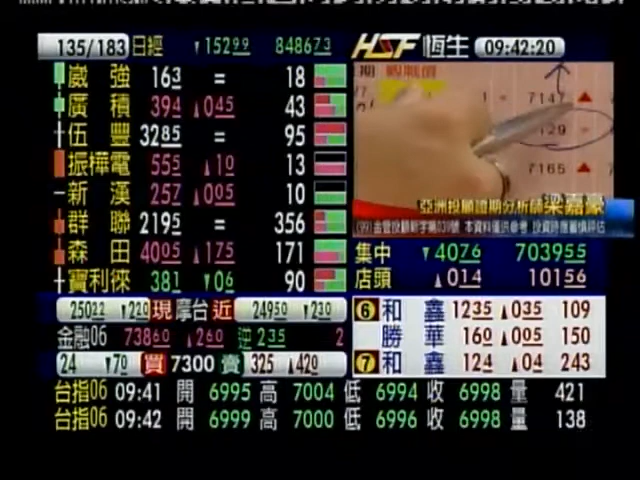 135/183 日經 ▼15299 848673 HSF 恆生 09:42:20
崴強 163 = 18
廣積 394 ▲045 43
伍豐 3285 = 95
振樺電 555 ▲10 13
新漢 257 ▲005 10
群聯 2195 = 356
森田 4005 ▲175 171
寶利徠 381 ▼06 90
7147 ▲
7129 =
7165 ▲
亞洲投顧證期分析師梁嘉豪
集中 ▼4076 703955
店頭 ▲014 10156
25022 ▼220 現 摩台 近 24950 ▼230
金融06 73860 ▲260 逆235 2
24 ▼70 買 7300 賣 325 ▲420
6 和鑫 1235 ▲035 109
勝華 160 ▲005 150
7 和鑫 124 ▲04 243
台指06 09:41 開 6995 高 7004 低 6994 收 6998 量 421
台指06 09:42 開 6999 高 7000 低 6996 收 6998 量 138